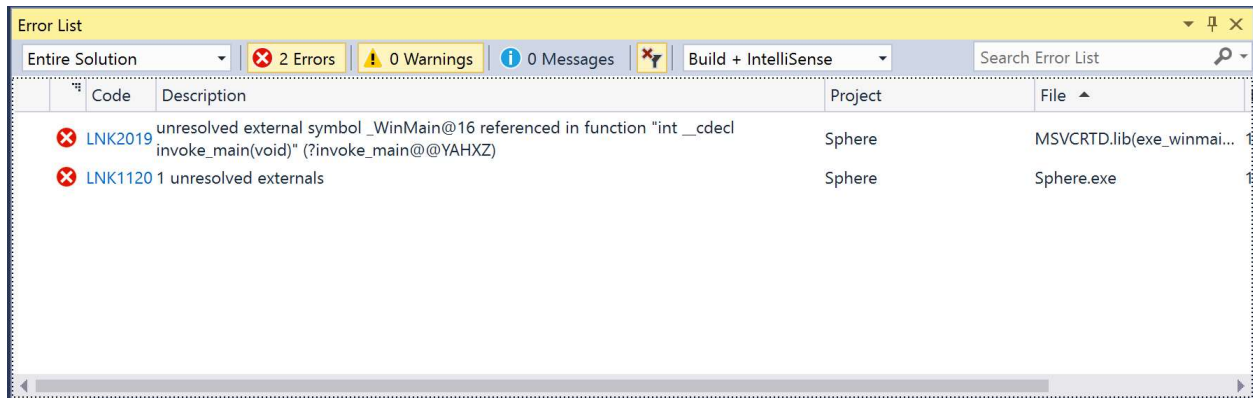 Error List
Entire Solution 2 Errors 0 Warnings 0 Messages Build + IntelliSense Search Error List
Code Description Project File
LNK2019 unresolved external symbol _WinMain@16 referenced in function "int __cdecl
invoke_main(void)" (?invoke_main@@YAHXZ) Sphere MSVCRTD.lib(exe_winmai... 1
LNK1120 1 unresolved externals Sphere Sphere.exe 1